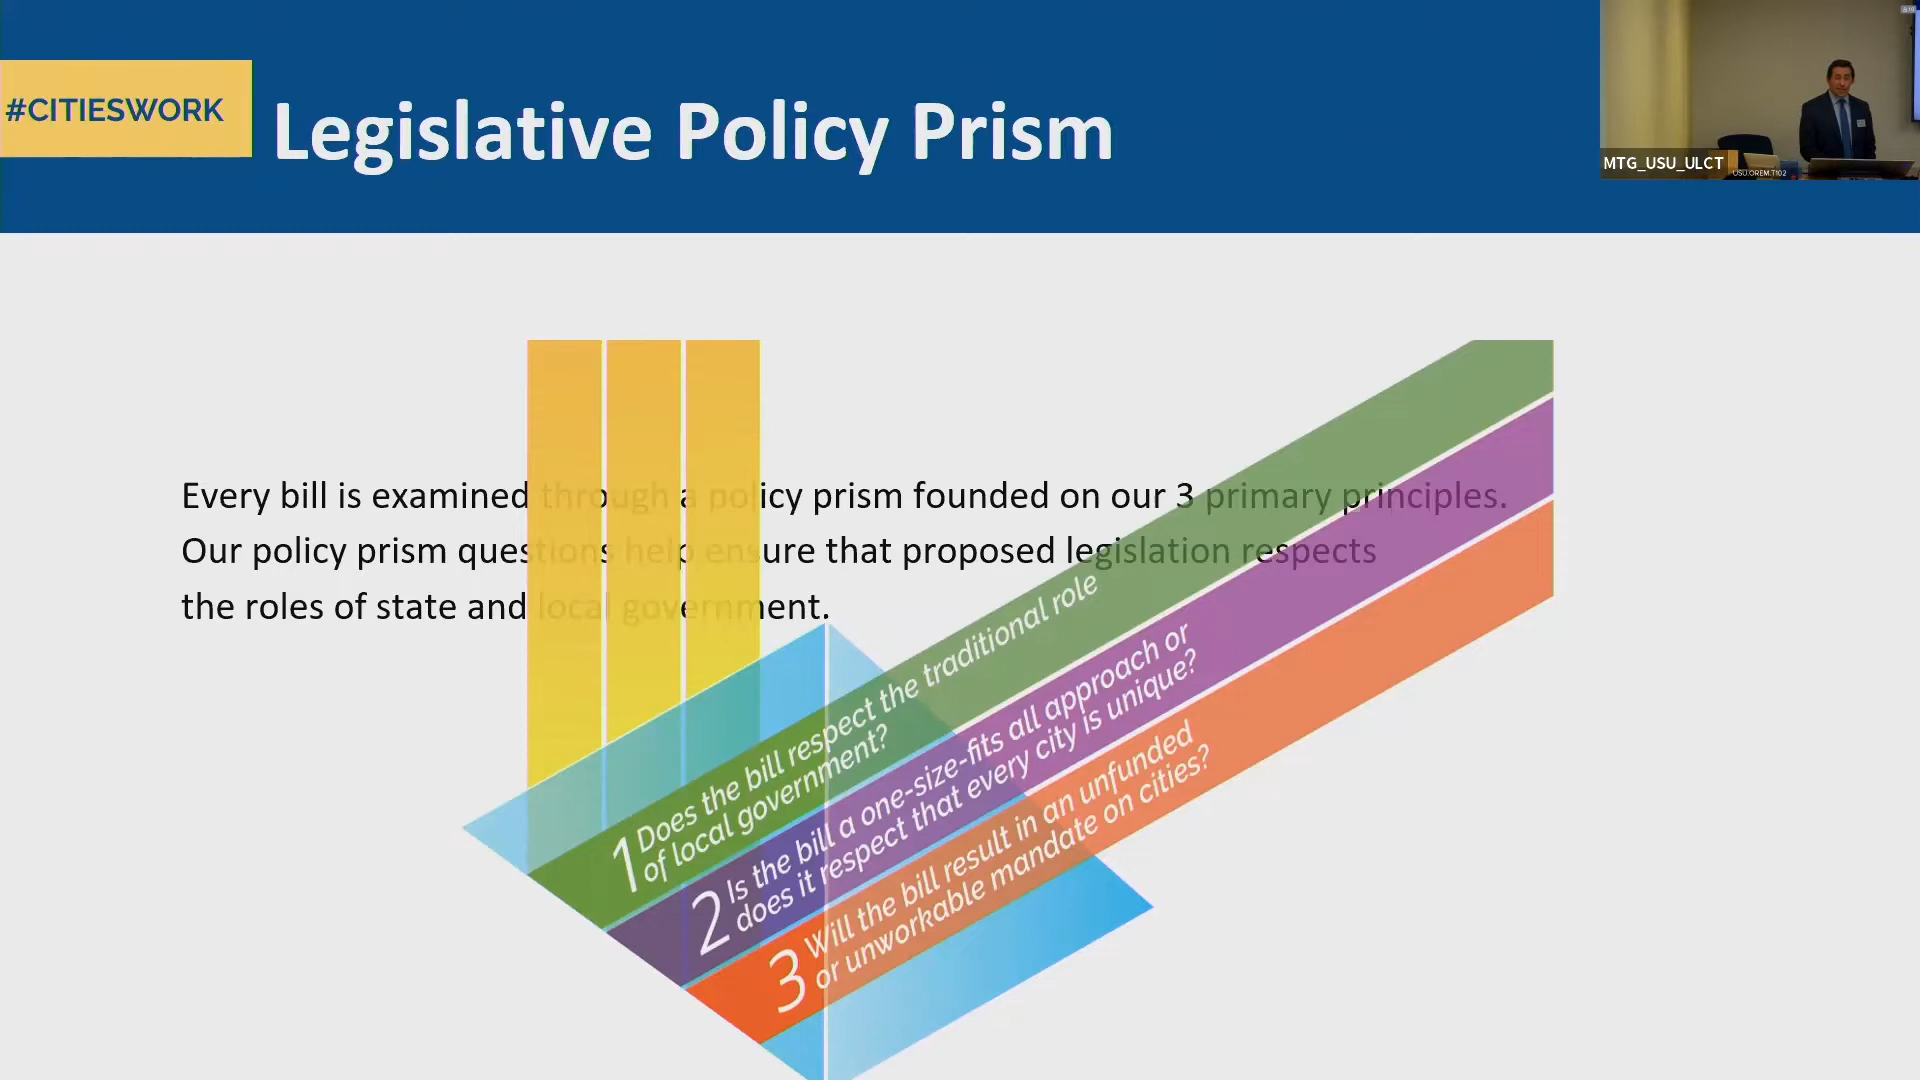 #CITIESWORK
Legislative Policy Prism
MTG_USU_ULCT
USU.OREM.T102
Every bill is examined through a policy prism founded on our 3 primary principles.
Our policy prism questions help ensure that proposed legislation respects
the roles of state and local government.
1 Does the bill respect the traditional role
of local government?
2 Is the bill a one-size-fits all approach or
does it respect that every city is unique?
3 Will the bill result in an unfunded
or unworkable mandate on cities?